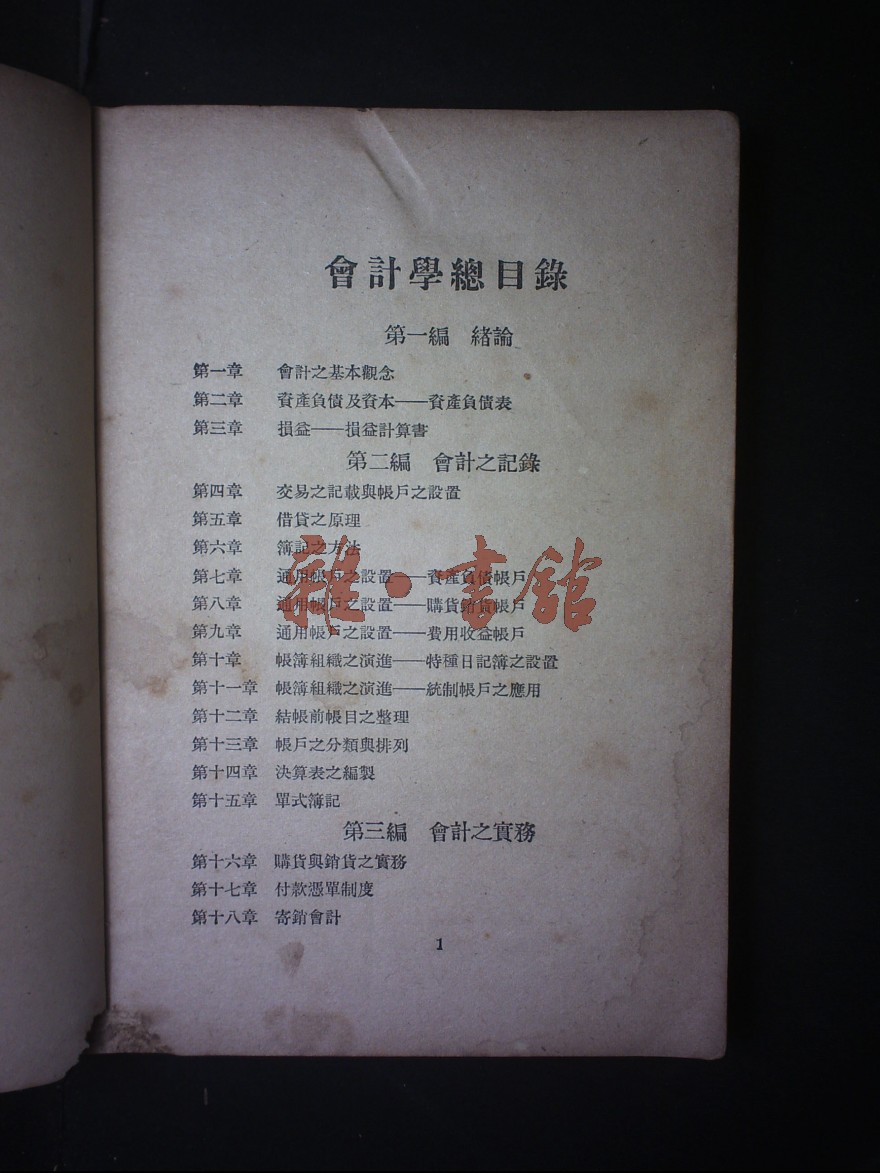 會計學總目錄
第一編 緒論
第一章 會計之基本觀念
第二章 資產負債及資本——資產負債表
第三章 損益——損益計算書
第二編 會計之記錄
第四章 交易之記載與帳戶之設置
第五章 借貸之原理
第六章 簿記之方法
第七章 通用帳戶之設置——資產負債帳戶
第八章 通用帳戶之設置——購貨銷貨帳戶
第九章 通用帳戶之設置——費用收益帳戶
第十章 帳簿組織之演進——特種日記簿之設置
第十一章 帳簿組織之演進——統制帳戶之應用
第十二章 結帳前帳目之整理
第十三章 帳戶之分類與排列
第十四章 決算表之編製
第十五章 單式簿記
第三編 會計之實務
第十六章 購貨與銷貨之實務
第十七章 付款憑單制度
第十八章 寄銷會計
1
雜·書館